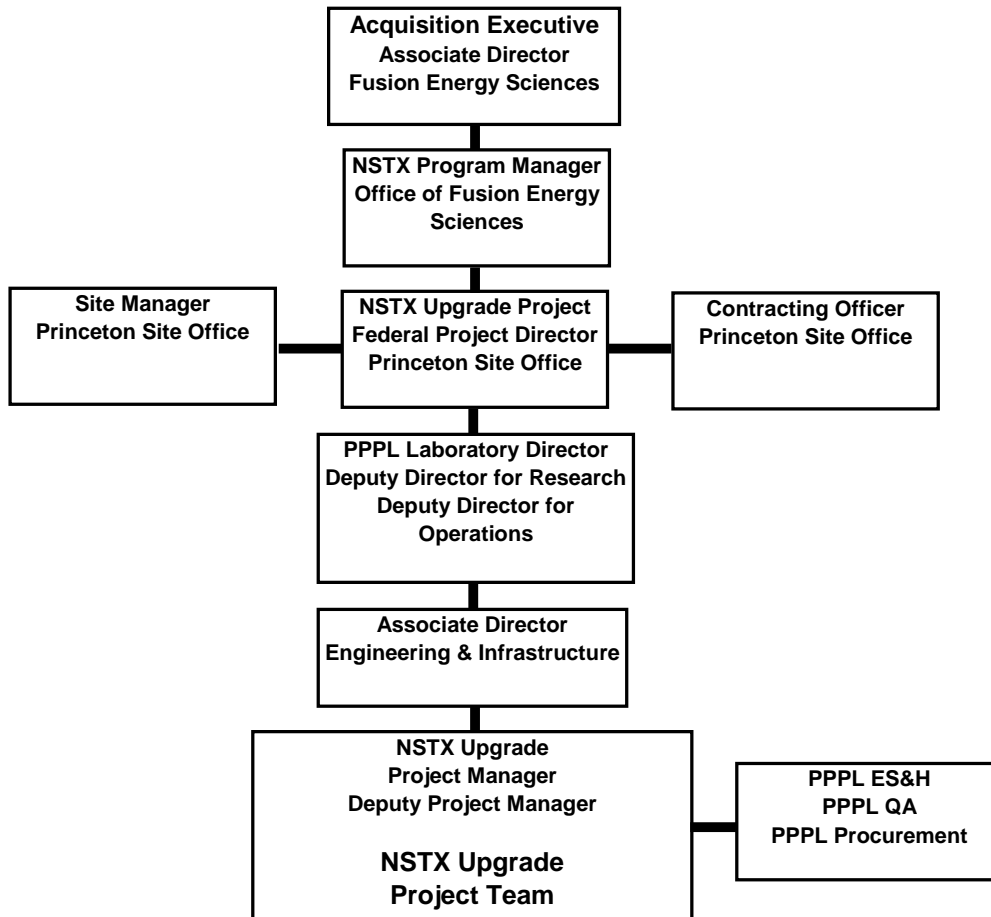 Acquisition Executive
Associate Director
Fusion Energy Sciences
NSTX Program Manager
Office of Fusion Energy
Sciences
Site Manager
Princeton Site Office
NSTX Upgrade Project
Federal Project Director
Princeton Site Office
Contracting Officer
Princeton Site Office
PPPL Laboratory Director
Deputy Director for Research
Deputy Director for
Operations
Associate Director
Engineering & Infrastructure
NSTX Upgrade
Project Manager
Deputy Project Manager
NSTX Upgrade
Project Team
PPPL ES&H
PPPL QA
PPPL Procurement